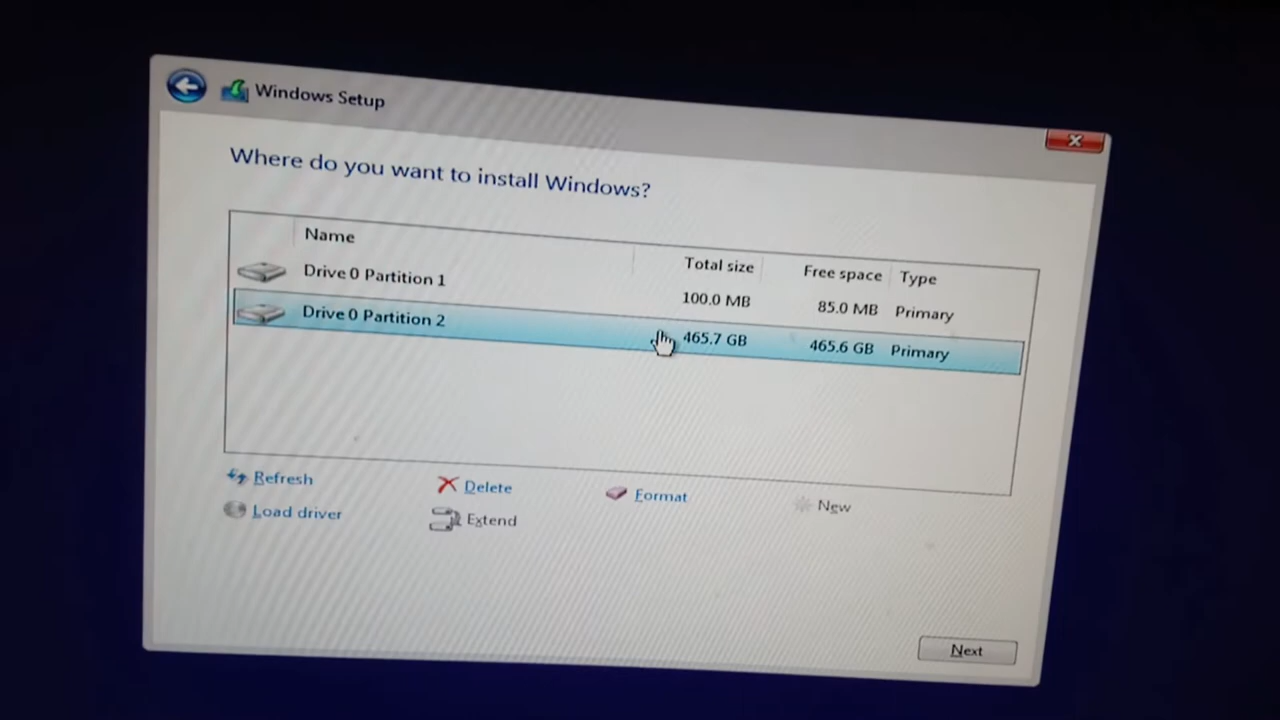 Windows Setup
Where do you want to install Windows?
Name Total size Free space Type
Drive 0 Partition 1 100.0 MB 85.0 MB Primary
Drive 0 Partition 2 465.7 GB 465.6 GB Primary
Refresh Delete Format New
Load driver Extend
Next